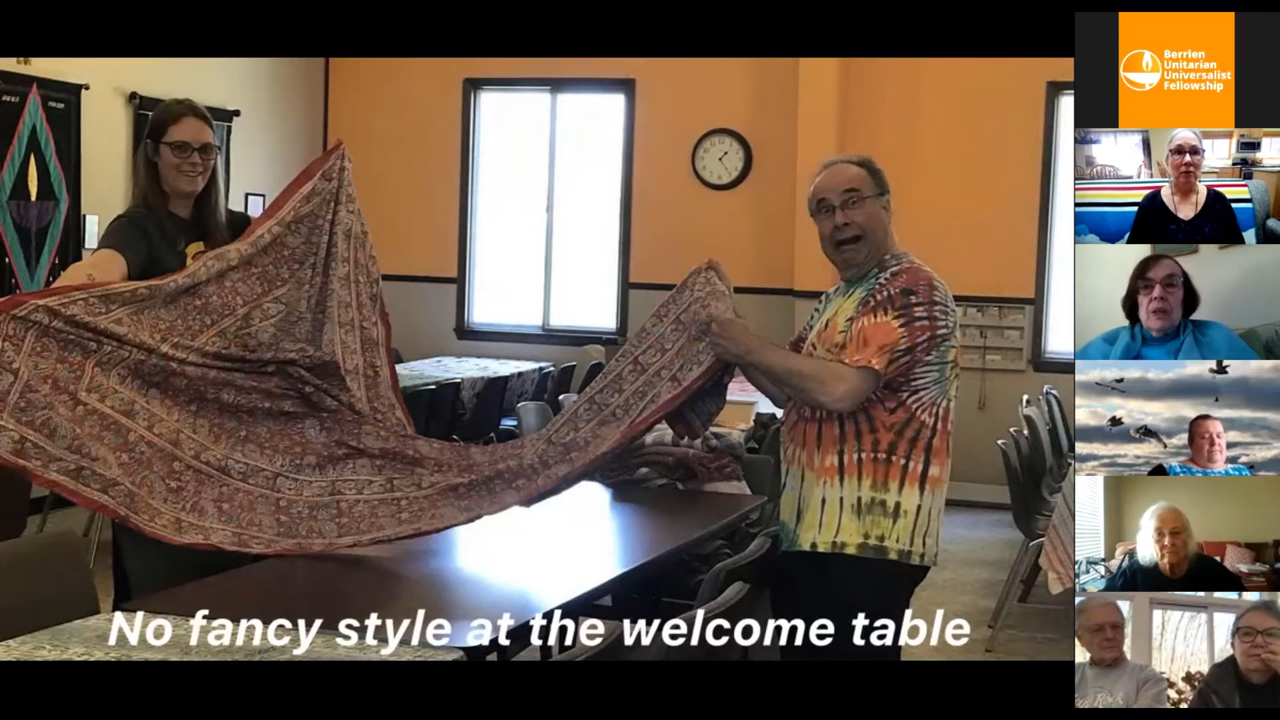 Berrien
Unitarian
Universalist
Fellowship
No fancy style at the welcome table